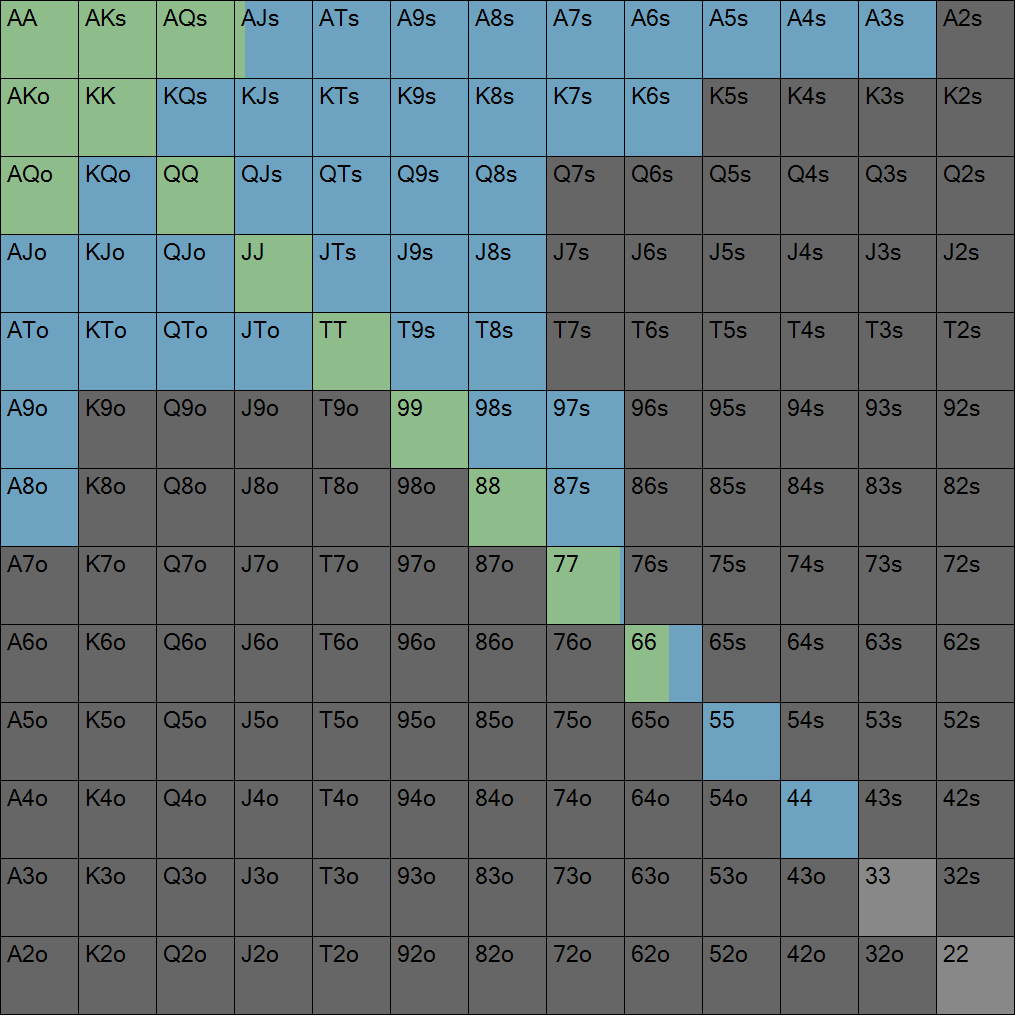 AA AKs AQs AJs ATs A9s A8s A7s A6s A5s A4s A3s A2s
AKo KK KQs KJs KTs K9s K8s K7s K6s K5s K4s K3s K2s
AQo KQo QQ QJs QTs Q9s Q8s Q7s Q6s Q5s Q4s Q3s Q2s
AJo KJo QJo JJ JTs J9s J8s J7s J6s J5s J4s J3s J2s
ATo KTo QTo JTo TT T9s T8s T7s T6s T5s T4s T3s T2s
A9o K9o Q9o J9o T9o 99 98s 97s 96s 95s 94s 93s 92s
A8o K8o Q8o J8o T8o 98o 88 87s 86s 85s 84s 83s 82s
A7o K7o Q7o J7o T7o 97o 87o 77 76s 75s 74s 73s 72s
A6o K6o Q6o J6o T6o 96o 86o 76o 66 65s 64s 63s 62s
A5o K5o Q5o J5o T5o 95o 85o 75o 65o 55 54s 53s 52s
A4o K4o Q4o J4o T4o 94o 84o 74o 64o 54o 44 43s 42s
A3o K3o Q3o J3o T3o 93o 83o 73o 63o 53o 43o 33 32s
A2o K2o Q2o J2o T2o 92o 82o 72o 62o 52o 42o 32o 22